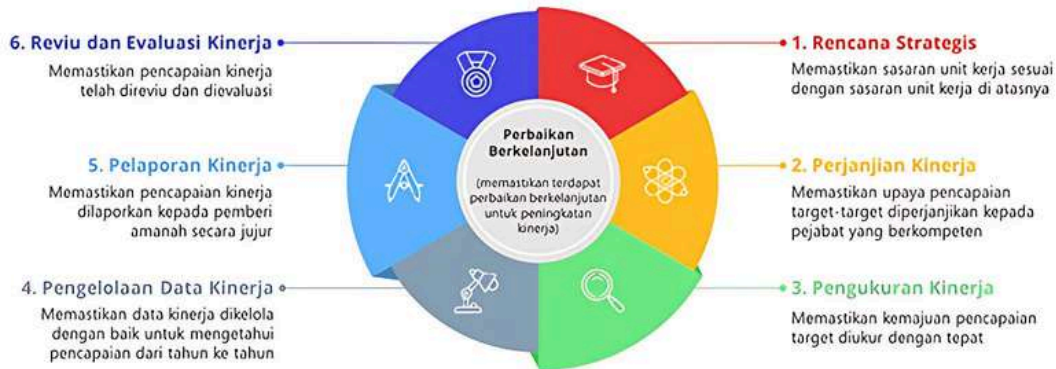 6. Reviu dan Evaluasi Kinerja
Memastikan pencapaian kinerja
telah direviu dan dievaluasi
1. Rencana Strategis
Memastikan sasaran unit kerja sesuai
dengan sasaran unit kerja di atasnya
Perbaikan
Berkelanjutan
(memastikan terdapat
perbaikan berkelanjutan
untuk peningkatan
kinerja)
5. Pelaporan Kinerja
Memastikan pencapaian kinerja
dilaporkan kepada pemberi
amanah secara jujur
2. Perjanjian Kinerja
Memastikan upaya pencapaian
target-target diperjanjikan kepada
pejabat yang berkompeten
4. Pengelolaan Data Kinerja
Memastikan data kinerja dikelola
dengan baik untuk mengetahui
pencapaian dari tahun ke tahun
3. Pengukuran Kinerja
Memastikan kemajuan pencapaian
target diukur dengan tepat